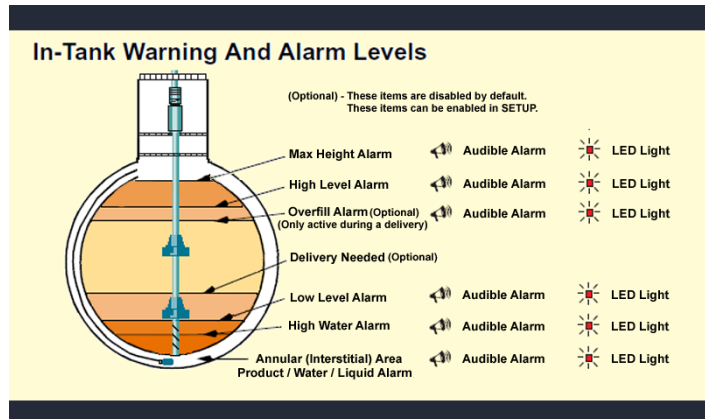 In-Tank Warning And Alarm Levels
(Optional) - These items are disabled by default.
These items can be enabled in SETUP.
Max Height Alarm Audible Alarm LED Light
High Level Alarm Audible Alarm LED Light
Overfill Alarm (Optional) Audible Alarm LED Light
(Only active during a delivery)
Delivery Needed (Optional)
Low Level Alarm Audible Alarm LED Light
High Water Alarm Audible Alarm LED Light
Annular (Interstitial) Area Audible Alarm LED Light
Product / Water / Liquid Alarm